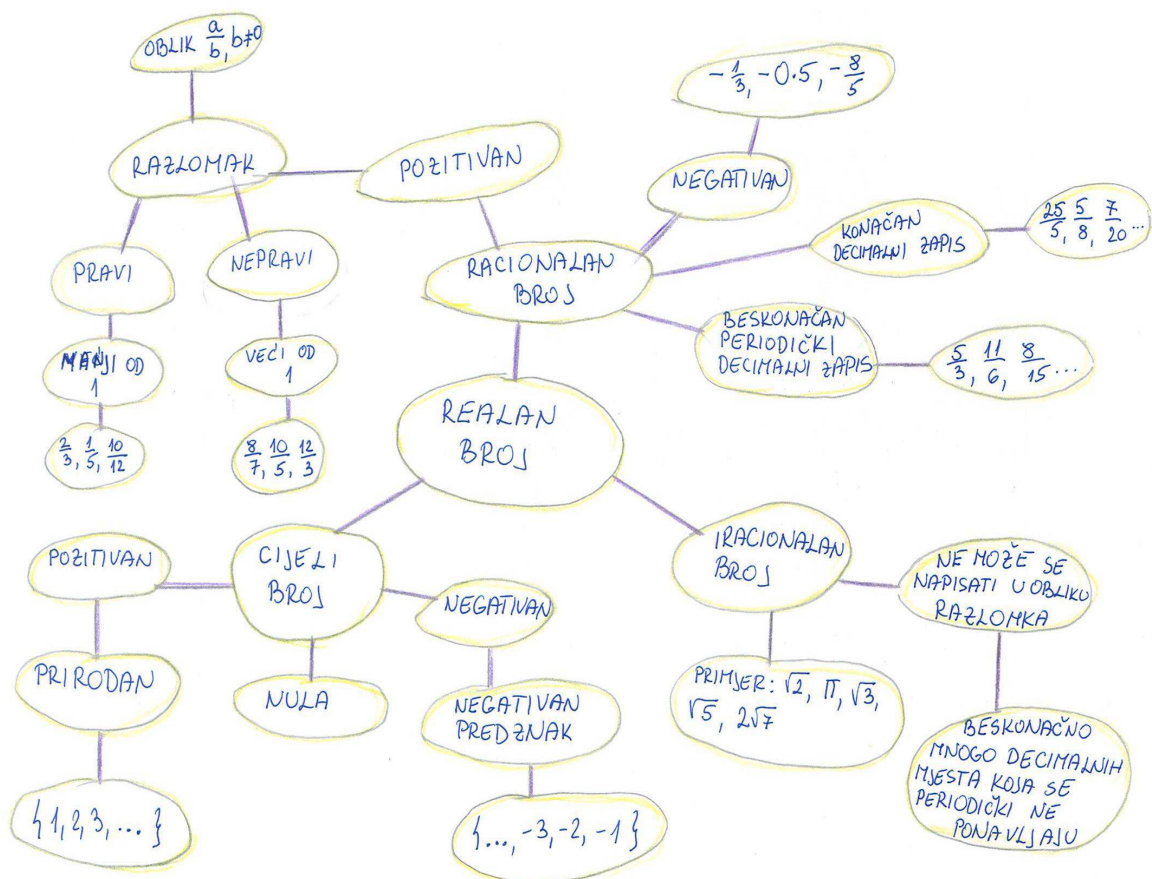 OBLIK a/b, b≠0
-1/3, -0.5, -8/5
RAZLOMAK
POZITIVAN
NEGATIVAN
KONAČAN
DECIMALNI ZAPIS
25/5, 5/8, 7/20 ...
PRAVI
NEPRAVI
RACIONALAN
BROJ
BESKONAČAN
PERIODIČKI
DECIMALNI ZAPIS
5/3, 11/6, 8/15 ...
MANJI OD
1
VEĆI OD
1
2/3, 1/5, 10/12
8/7, 10/5, 12/3
REALAN
BROJ
POZITIVAN
CIJELI
BROJ
NEGATIVAN
IRACIONALAN
BROJ
NE MOŽE SE
NAPISATI U OBLIKU
RAZLOMKA
PRIRODAN
NULA
NEGATIVAN
PREDZNAK
PRIMJER: √2, π, √3,
√5, 2√7
BESKONAČNO
MNOGO DECIMALNIH
MJESTA KOJA SE
PERIODIČKI NE
PONAVLJAJU
{1, 2, 3, ... }
{..., -3, -2, -1}